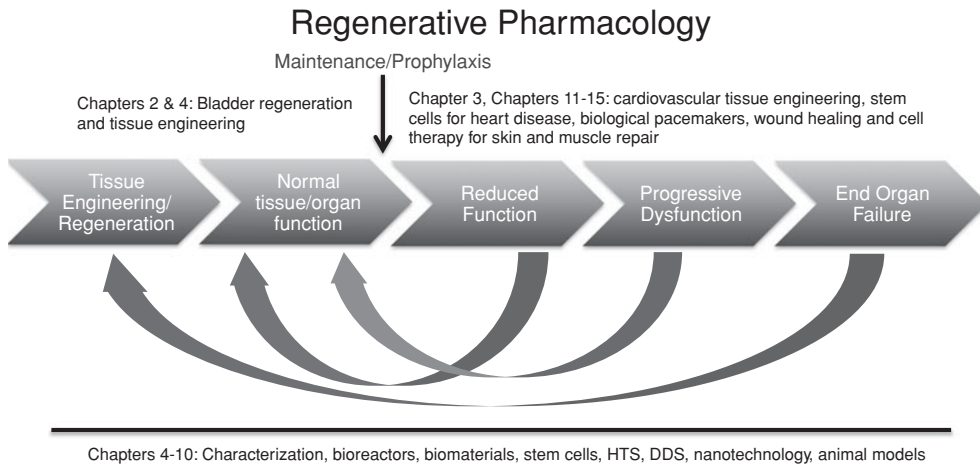 Regenerative Pharmacology
Maintenance/Prophylaxis
Chapters 2 & 4: Bladder regeneration
and tissue engineering
Chapter 3, Chapters 11-15: cardiovascular tissue engineering, stem
cells for heart disease, biological pacemakers, wound healing and cell
therapy for skin and muscle repair
Tissue
Engineering/
Regeneration
Normal
tissue/organ
function
Reduced
Function
Progressive
Dysfunction
End Organ
Failure
Chapters 4-10: Characterization, bioreactors, biomaterials, stem cells, HTS, DDS, nanotechnology, animal models